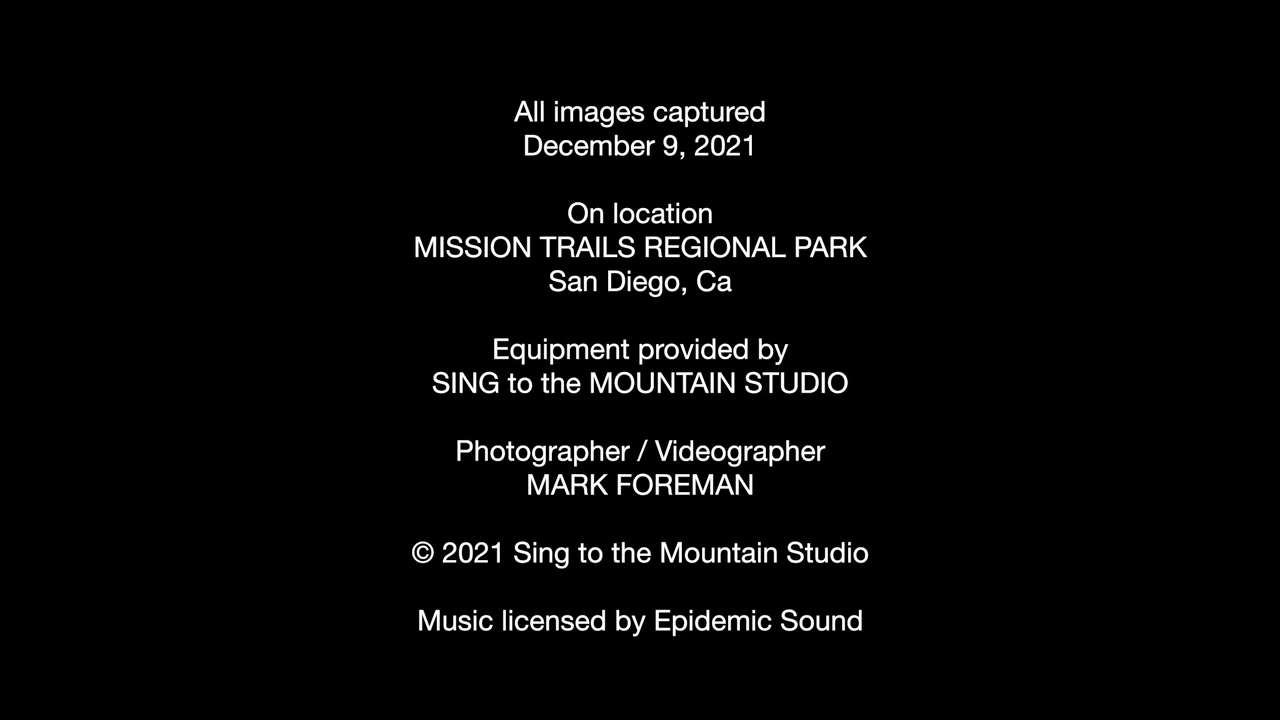 All images captured
December 9, 2021
On location
MISSION TRAILS REGIONAL PARK
San Diego, Ca
Equipment provided by
SING to the MOUNTAIN STUDIO
Photographer / Videographer
MARK FOREMAN
© 2021 Sing to the Mountain Studio
Music licensed by Epidemic Sound